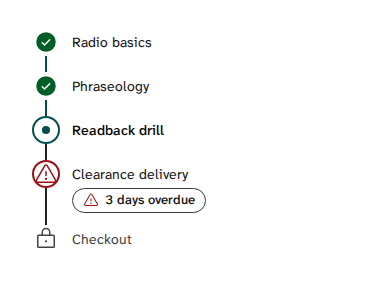 Radio basics
Phraseology
Readback drill
Clearance delivery
3 days overdue
Checkout